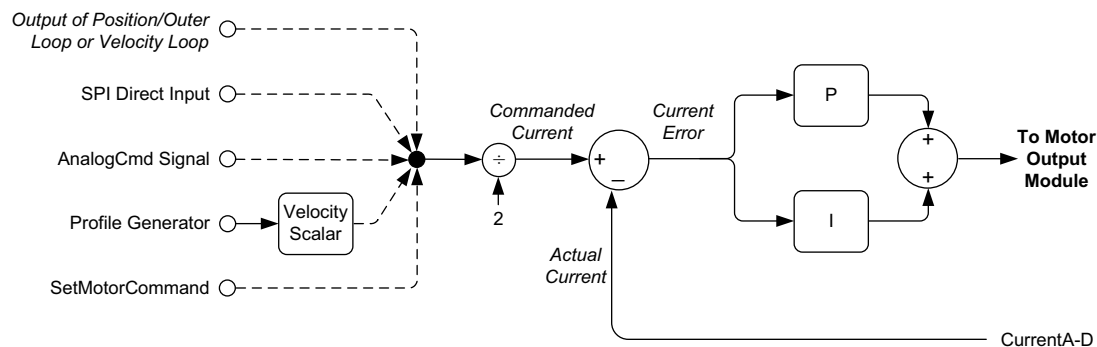 Output of Position/Outer
Loop or Velocity Loop
SPI Direct Input
AnalogCmd Signal
Profile Generator
Velocity
Scalar
SetMotorCommand
÷
2
Commanded
Current
+
–
Actual
Current
Current
Error
P
I
+
+
To Motor
Output
Module
CurrentA-D